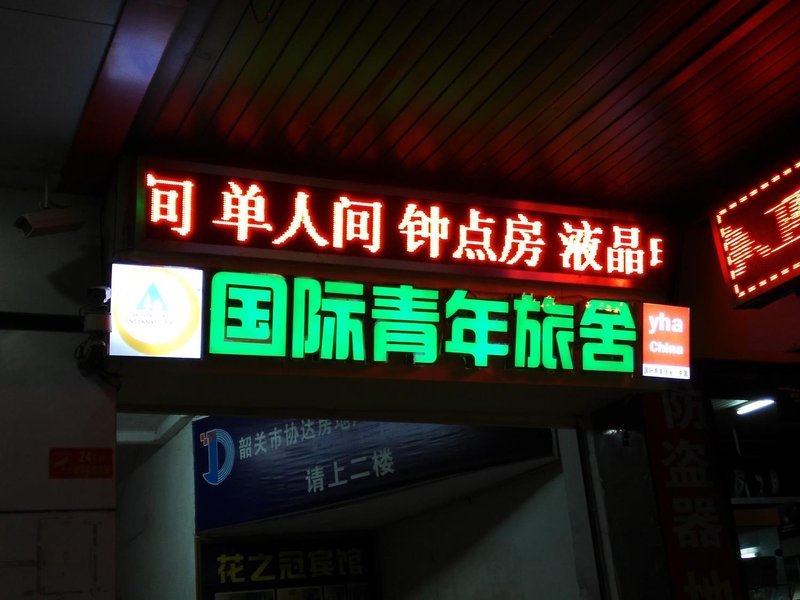 间 单人间 钟点房 液晶
国际青年旅舍
yha
China
韶关市协达房地
请上二楼
花之冠宾馆
防盗器